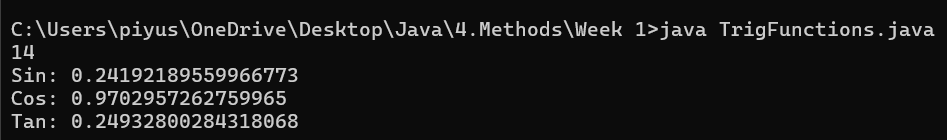 C:\Users\piyus\OneDrive\Desktop\Java\4.Methods\Week 1>java TrigFunctions.java
14
Sin: 0.24192189559966773
Cos: 0.9702957262759965
Tan: 0.24932800284318068